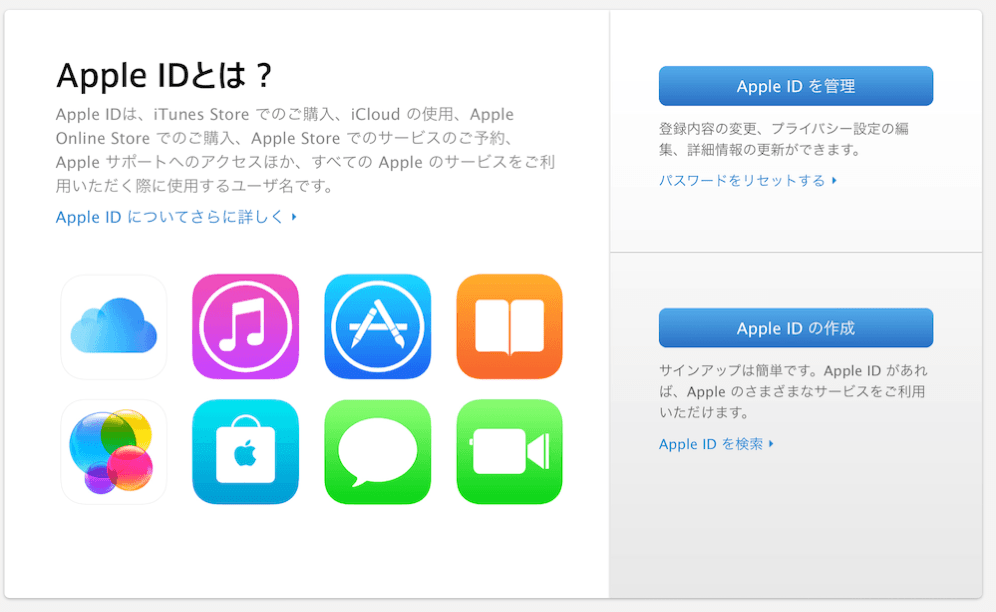 Apple IDとは？
Apple IDは、iTunes Store でのご購入、iCloud の使用、Apple
Online Store でのご購入、Apple Store でのサービスのご予約、
Apple サポートへのアクセスほか、すべての Apple のサービスをご利
用いただく際に使用するユーザ名です。
Apple ID についてさらに詳しく
Apple ID を管理
登録内容の変更、プライバシー設定の編
集、詳細情報の更新ができます。
パスワードをリセットする
Apple ID の作成
サインアップは簡単です。Apple ID があれ
ば、Apple のさまざまなサービスをご利用
いただけます。
Apple ID を検索